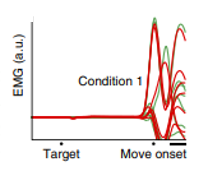 EMG (a.u.)
Condition 1
Target
Move onset